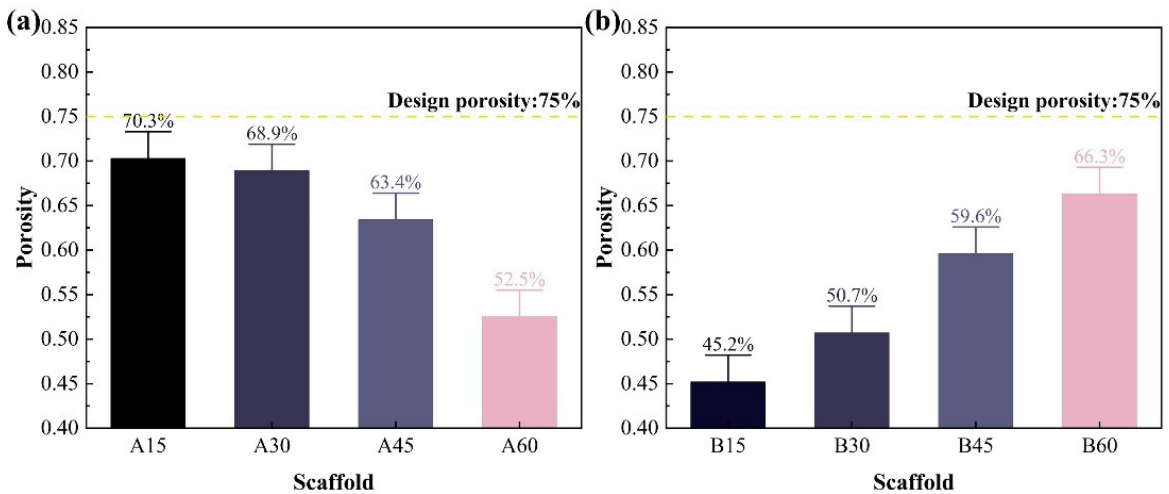 (a)
0.85
0.80
0.75
0.70
0.65
0.60
0.55
0.50
0.45
0.40
Porosity
Design porosity:75%
70.3%
68.9%
63.4%
52.5%
A15 A30 A45 A60
Scaffold
(b)
0.85
0.80
0.75
0.70
0.65
0.60
0.55
0.50
0.45
0.40
Porosity
Design porosity:75%
45.2%
50.7%
59.6%
66.3%
B15 B30 B45 B60
Scaffold